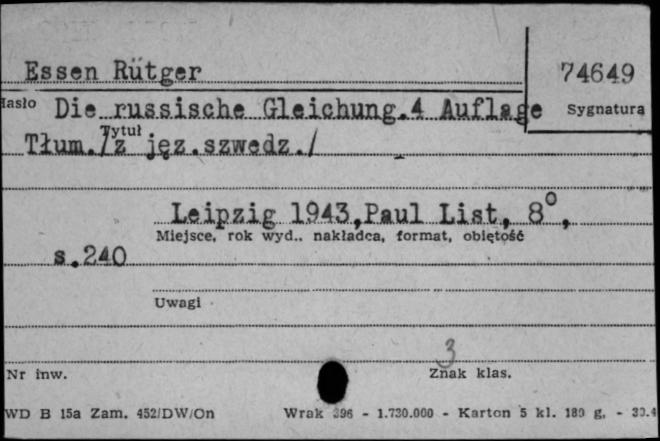 Essen Rütger
74649
Hasło
Die russische Gleichung.4 Auflage
Sygnatura
Tytuł
Tłum./z jęz.szwedz./
Leipzig 1943,Paul List, 8°,
Miejsce, rok wyd., nakładca, format, objętość
s.240
Uwagi
3
Nr inw.
Znak klas.
WD B 15a Zam. 452/DW/On
Wrak 396 - 1.730.000 - Karton 5 kl. 180 g. -